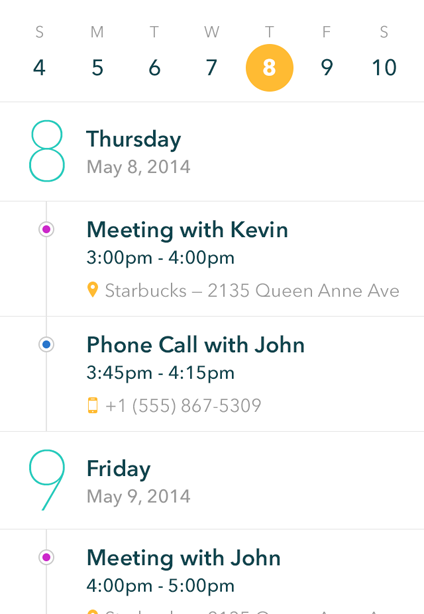 S M T W T F S
4 5 6 7 8 9 10
8
Thursday
May 8, 2014
Meeting with Kevin
3:00pm - 4:00pm
Starbucks – 2135 Queen Anne Ave
Phone Call with John
3:45pm - 4:15pm
+1 (555) 867-5309
9
Friday
May 9, 2014
Meeting with John
4:00pm - 5:00pm